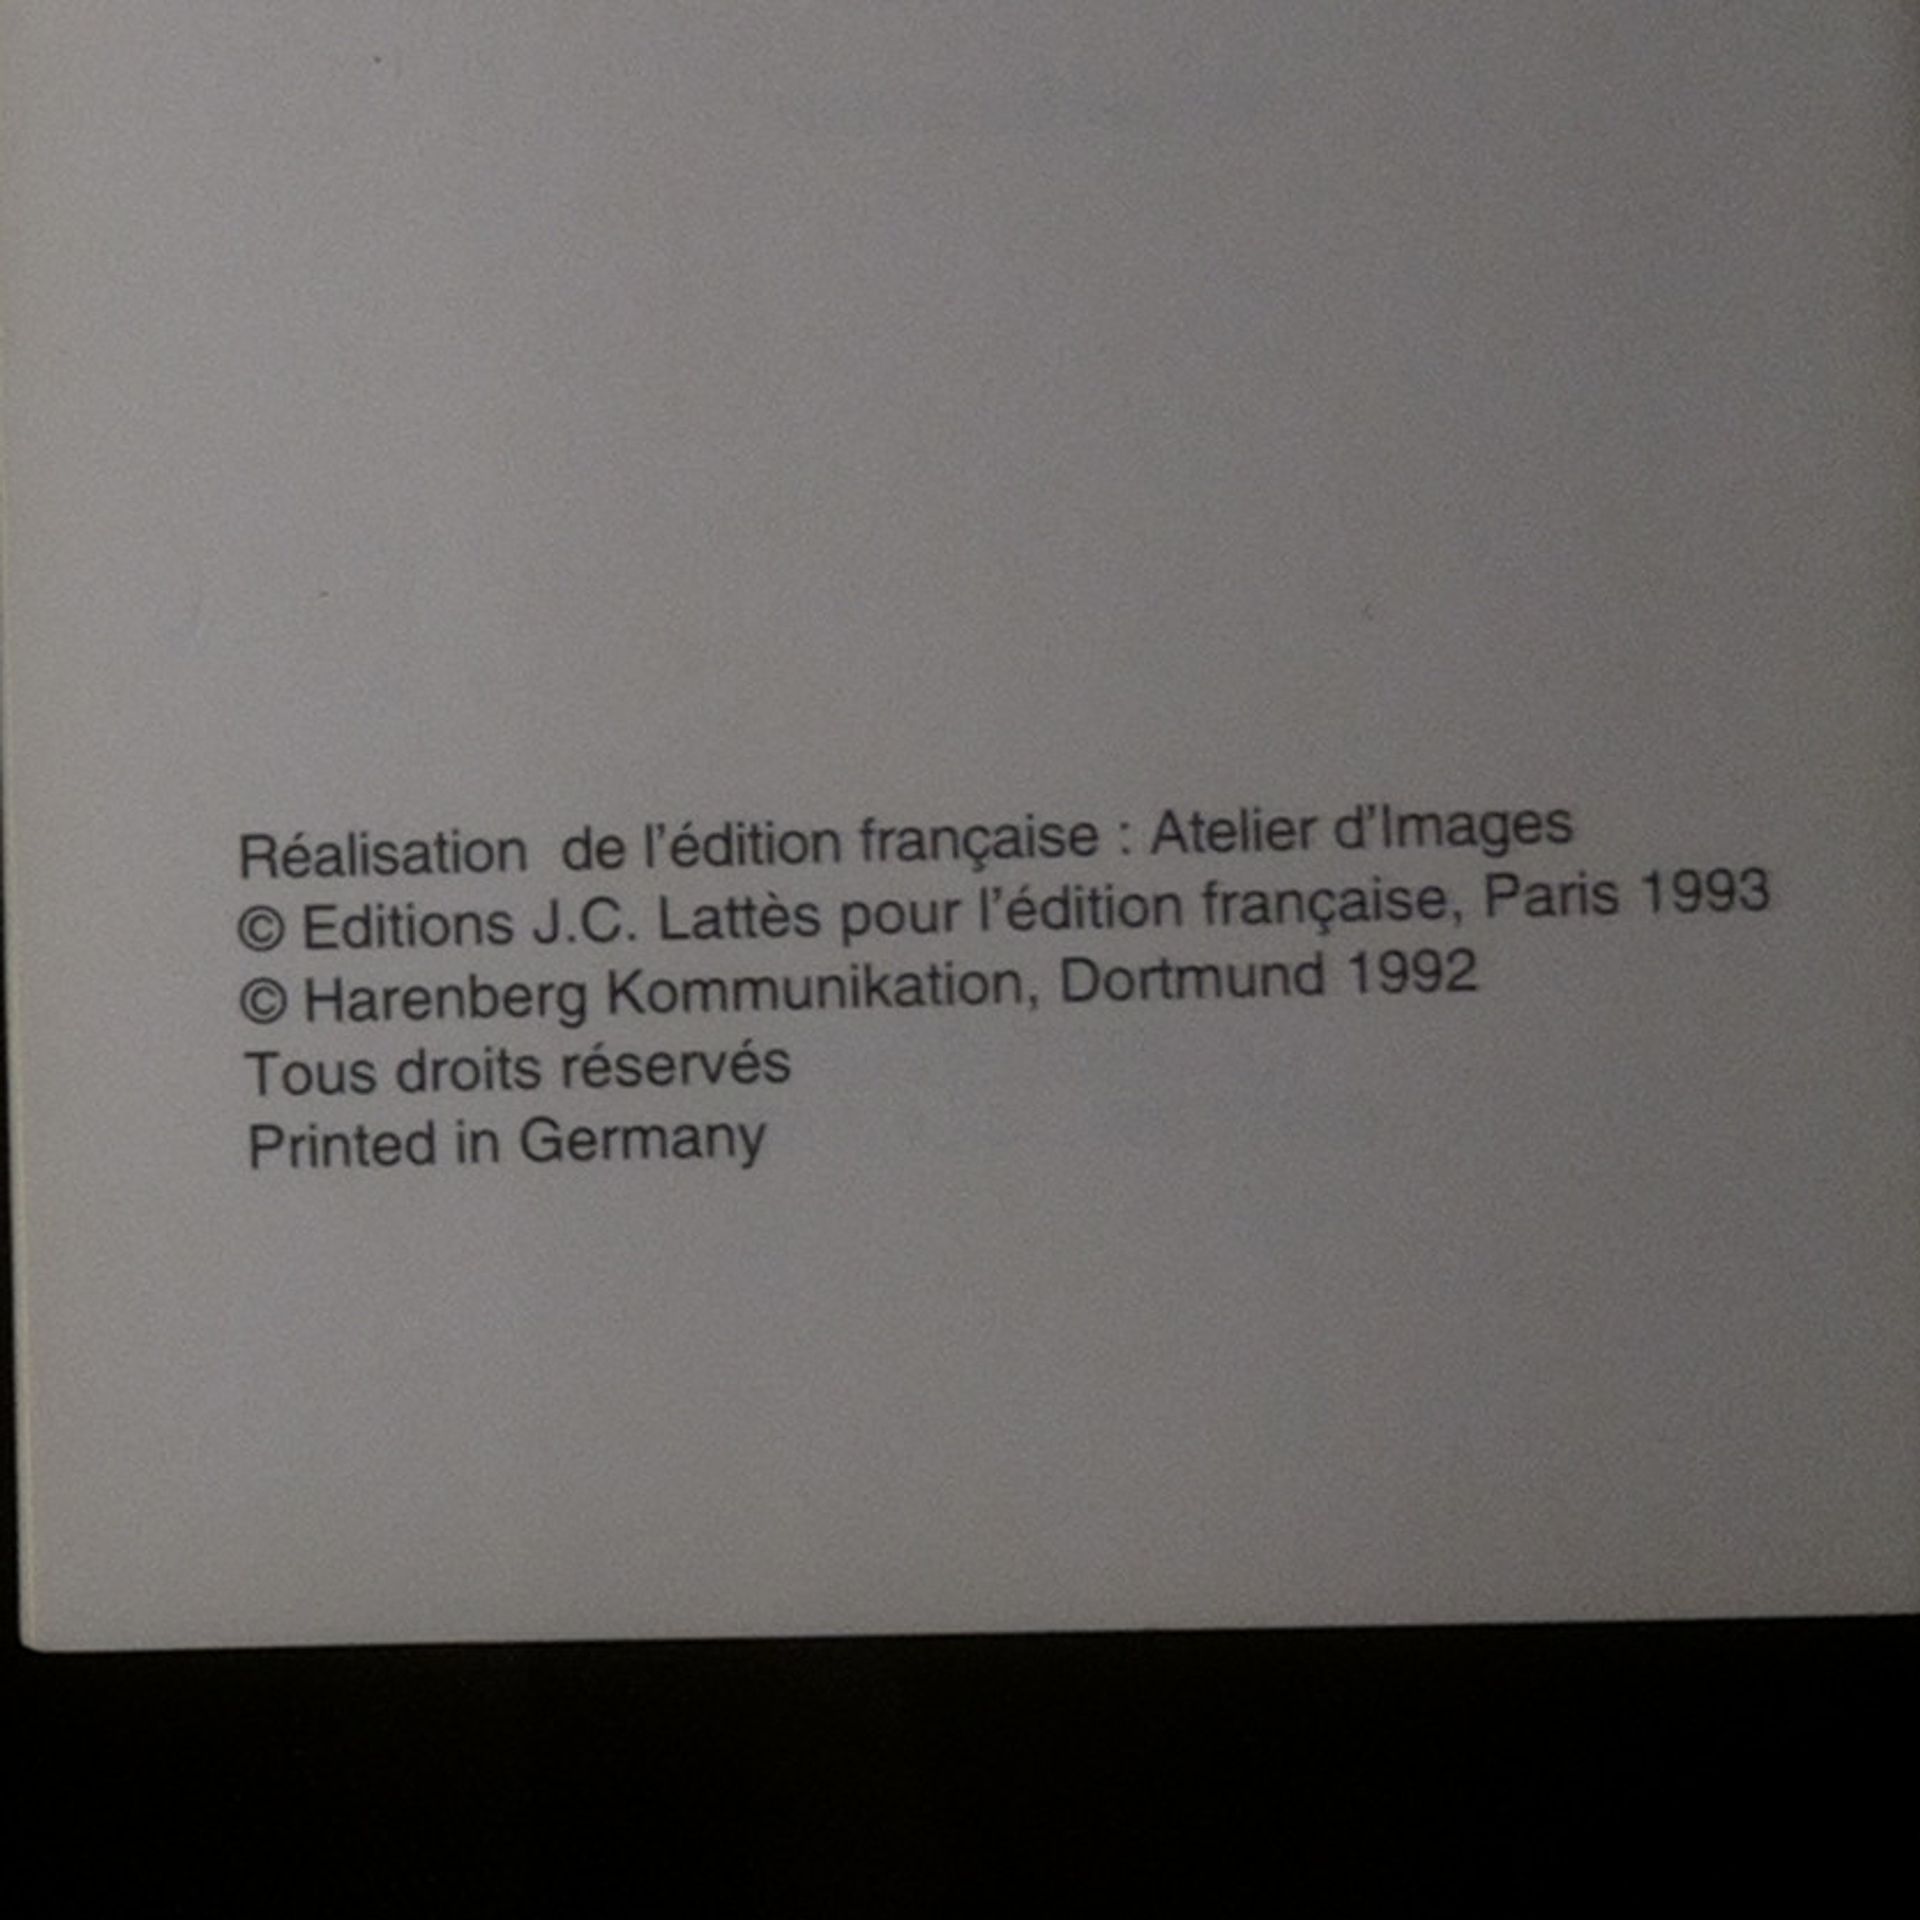 Réalisation de l'édition française : Atelier d'Images
© Editions J.C. Lattès pour l'édition française, Paris 1993
© Harenberg Kommunikation, Dortmund 1992
Tous droits réservés
Printed in Germany